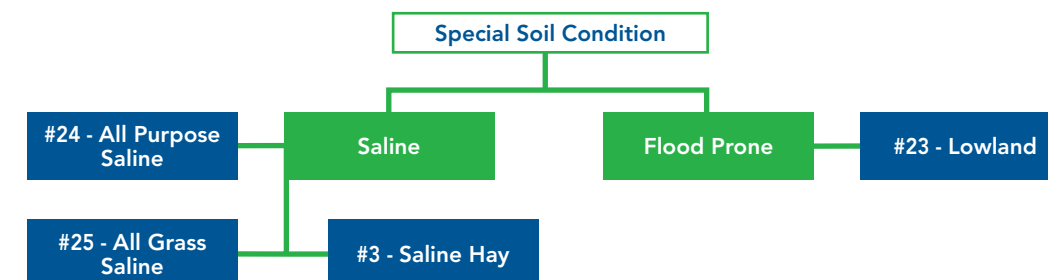 Special Soil Condition
#24 - All Purpose
Saline
Saline
Flood Prone
#23 - Lowland
#25 - All Grass
Saline
#3 - Saline Hay